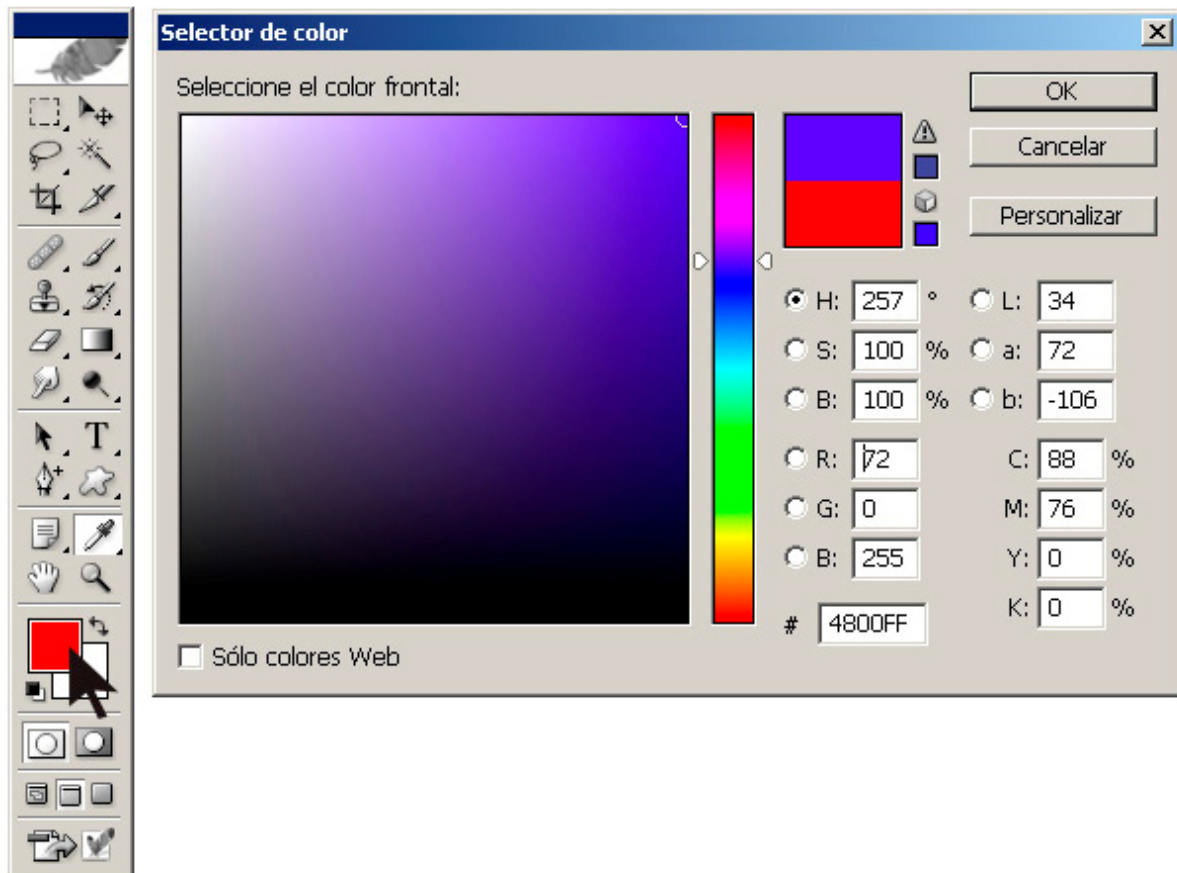 Selector de color
Seleccione el color frontal:
OK
Cancelar
Personalizar
H: 257 °
L: 34
S: 100 %
a: 72
B: 100 %
b: -106
R: 72
C: 88 %
G: 0
M: 76 %
B: 255
Y: 0 %
# 4800FF
K: 0 %
Sólo colores Web
T